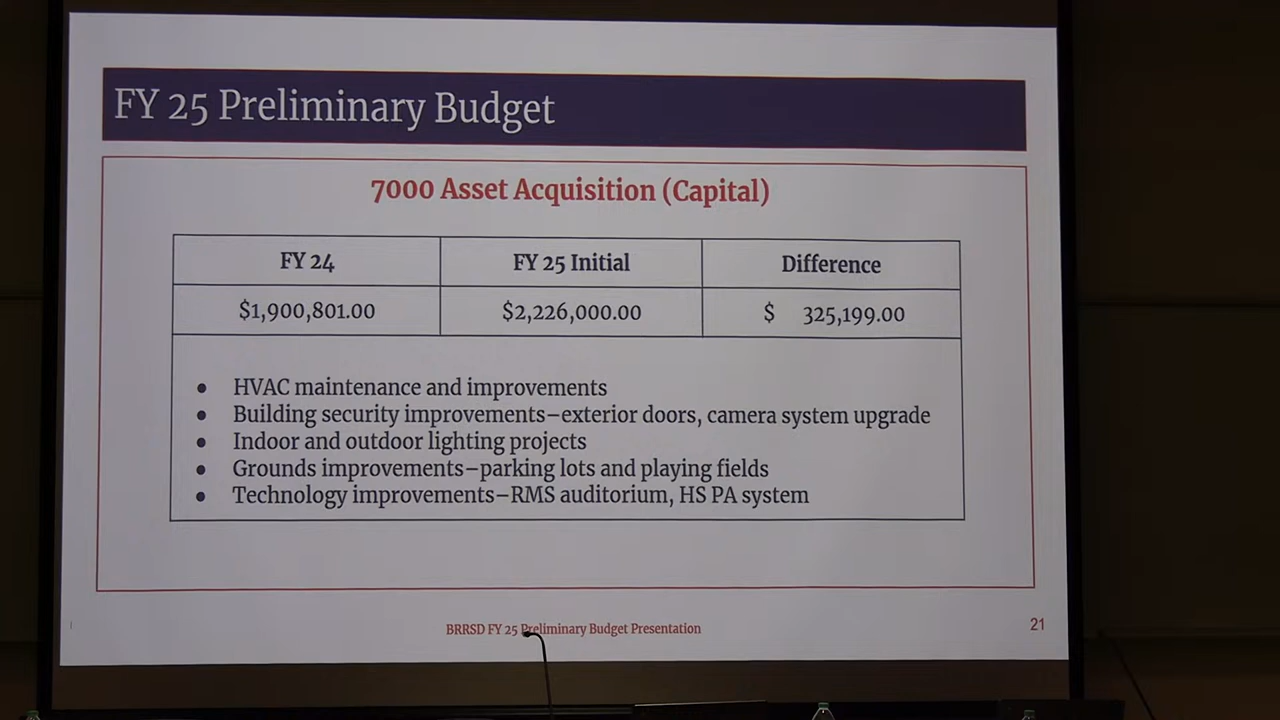 FY 25 Preliminary Budget
7000 Asset Acquisition (Capital)
FY 24 FY 25 Initial Difference
$1,900,801.00 $2,226,000.00 $ 325,199.00
● HVAC maintenance and improvements
● Building security improvements–exterior doors, camera system upgrade
● Indoor and outdoor lighting projects
● Grounds improvements–parking lots and playing fields
● Technology improvements–RMS auditorium, HS PA system
BRRSD FY 25 Preliminary Budget Presentation
21